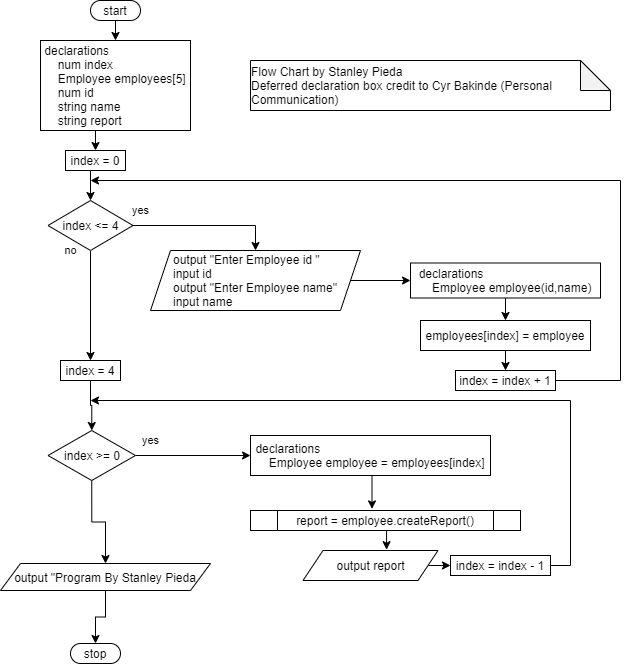 start
declarations
num index
Employee employees[5]
num id
string name
string report
Flow Chart by Stanley Pieda
Deferred declaration box credit to Cyr Bakinde (Personal
Communication)
index = 0
index <= 4
yes
no
output "Enter Employee id "
input id
output "Enter Employee name"
input name
declarations
Employee employee(id,name)
employees[index] = employee
index = index + 1
index = 4
index >= 0
yes
declarations
Employee employee = employees[index]
report = employee.createReport()
output report
index = index - 1
output "Program By Stanley Pieda
stop